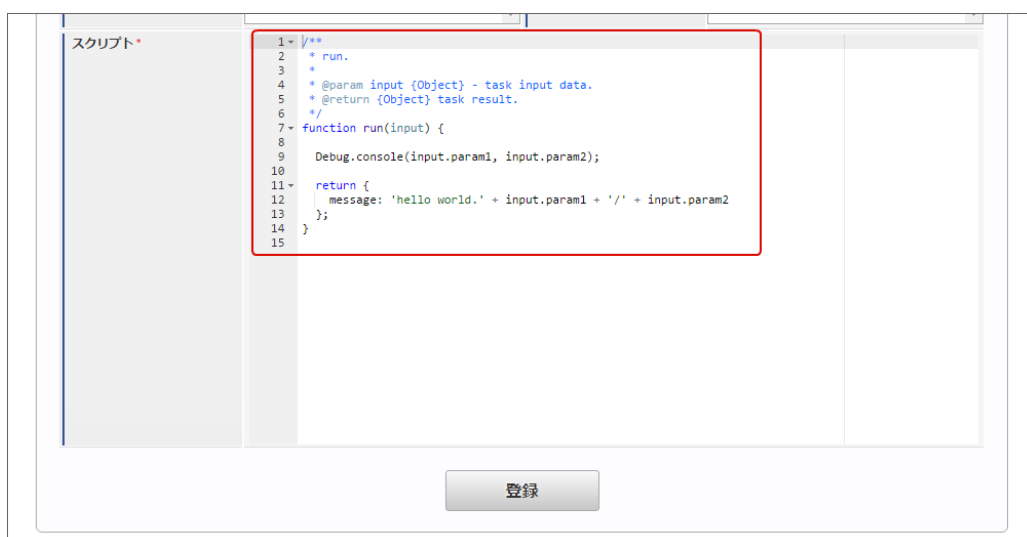 スクリプト*
1 /**
2  * run.
3  *
4  * @param input {Object} - task input data.
5  * @return {Object} task result.
6  */
7 function run(input) {
8
9   Debug.console(input.param1, input.param2);
10
11   return {
12     message: 'hello world.' + input.param1 + '/' + input.param2
13   };
14 }
15
登録